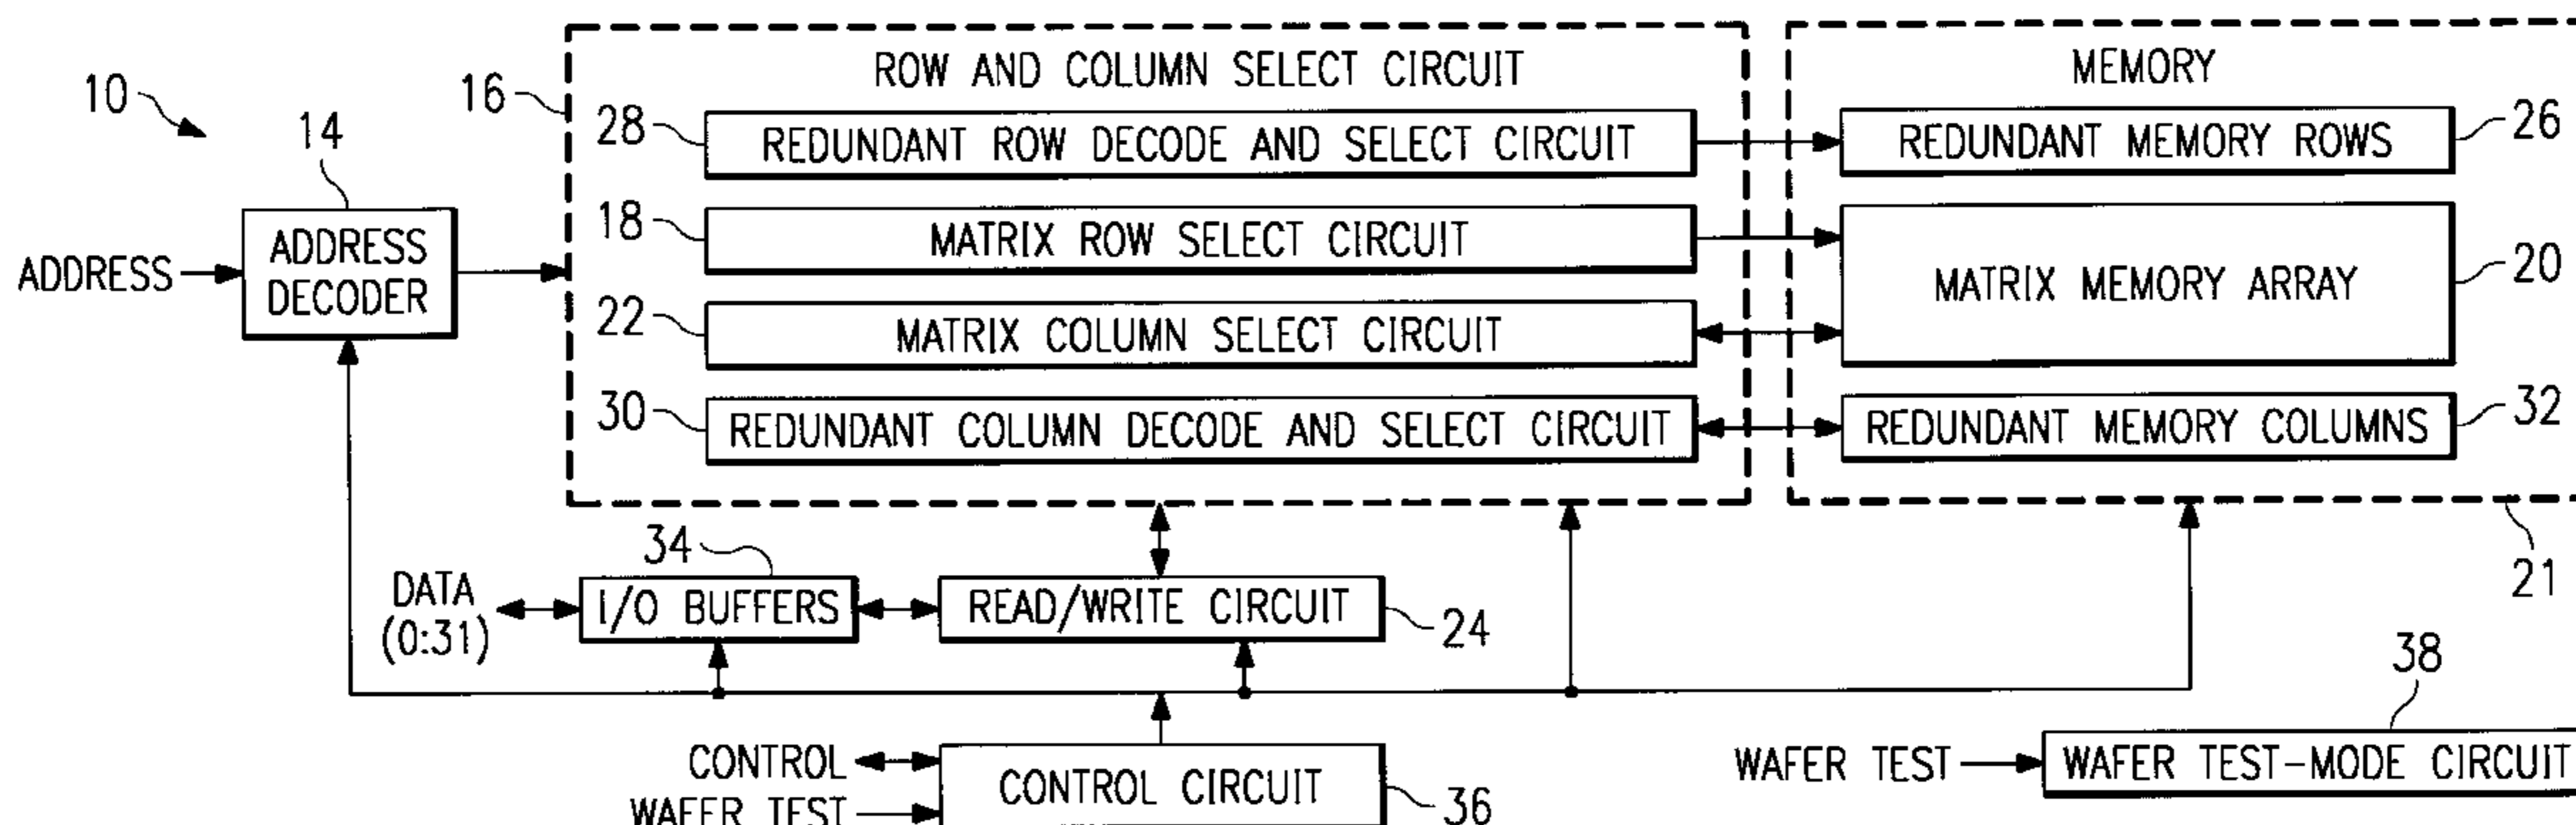 10
14
ADDRESS
ADDRESS
DECODER
16
ROW AND COLUMN SELECT CIRCUIT
28
REDUNDANT ROW DECODE AND SELECT CIRCUIT
18
MATRIX ROW SELECT CIRCUIT
22
MATRIX COLUMN SELECT CIRCUIT
30
REDUNDANT COLUMN DECODE AND SELECT CIRCUIT
MEMORY
REDUNDANT MEMORY ROWS
26
MATRIX MEMORY ARRAY
20
REDUNDANT MEMORY COLUMNS
32
21
34
DATA
(0:31)
I/O BUFFERS
READ/WRITE CIRCUIT
24
CONTROL
WAFER TEST
CONTROL CIRCUIT
36
38
WAFER TEST
WAFER TEST-MODE CIRCUIT